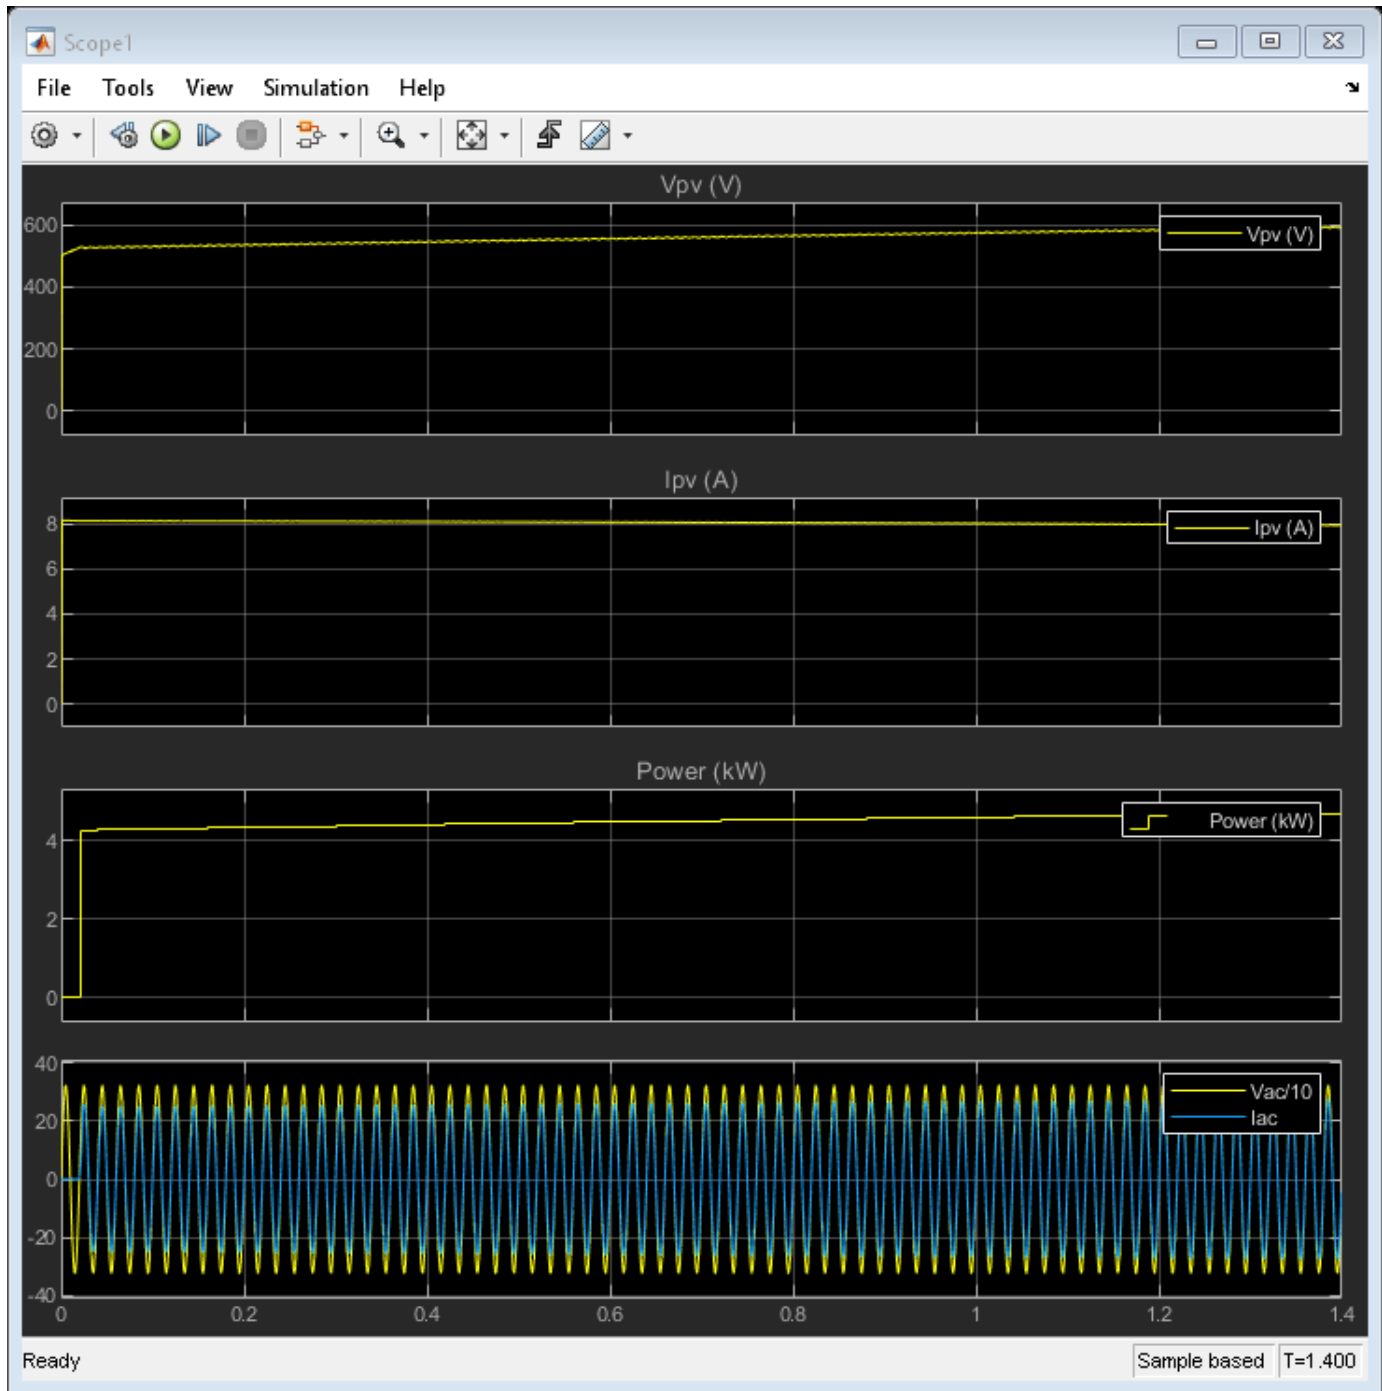 Scope1
File Tools View Simulation Help
Vpv (V)
600
400
200
0
Vpv (V)
Ipv (A)
8
6
4
2
0
Ipv (A)
Power (kW)
4
2
0
Power (kW)
40
20
0
-20
-40
Vac/10
Iac
0 0.2 0.4 0.6 0.8 1 1.2 1.4
Ready Sample based T=1.400